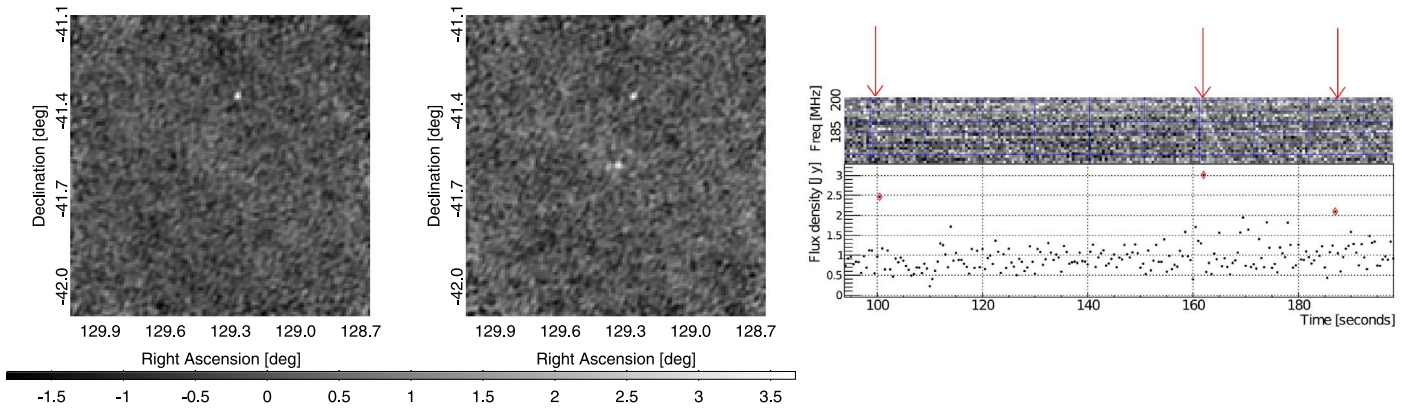 -41.1
-41.4
-41.7
-42.0
Declination [deg]
129.9 129.6 129.3 129.0 128.7
Right Ascension [deg]
-41.1
-41.4
-41.7
-42.0
Declination [deg]
129.9 129.6 129.3 129.0 128.7
Right Ascension [deg]
-1.5 -1 -0.5 0 0.5 1 1.5 2 2.5 3 3.5
Freq [MHz]
200
185
Flux density [J y]
3
2.5
2
1.5
1
0.5
0
100 120 140 160 180
Time [seconds]